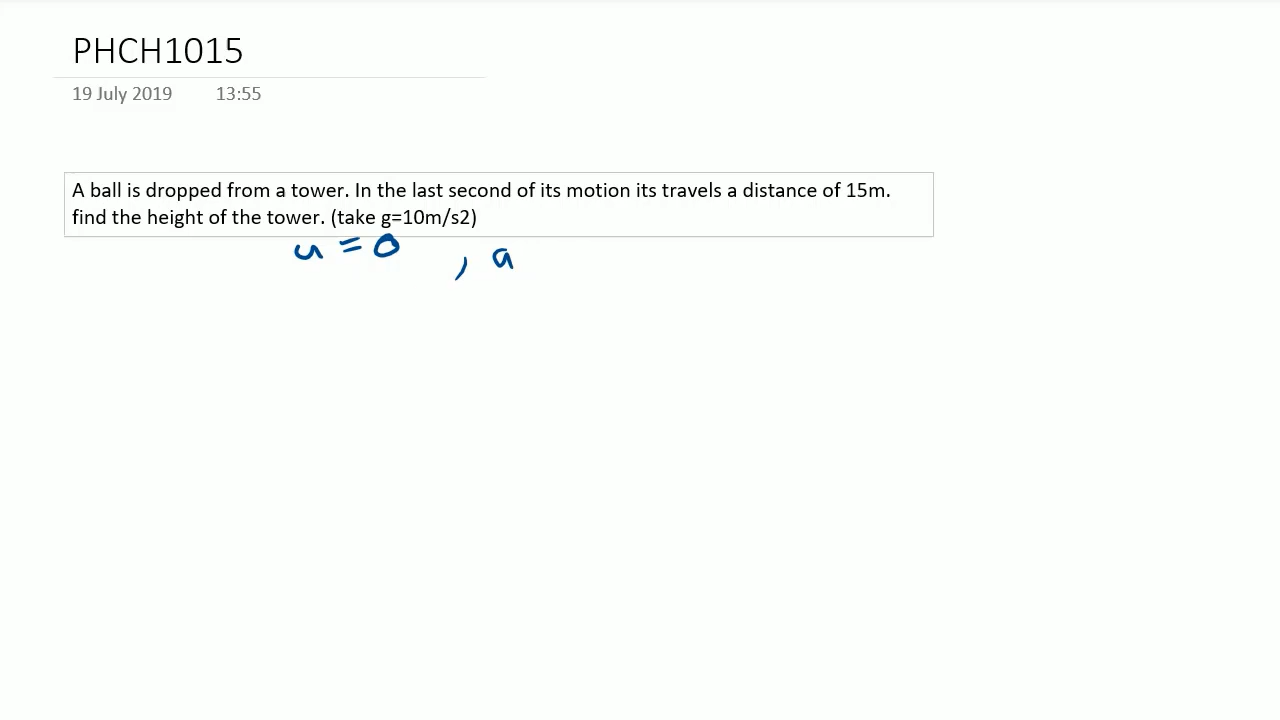 PHCH1015
19 July 2019 13:55
A ball is dropped from a tower. In the last second of its motion its travels a distance of 15m.
find the height of the tower. (take g=10m/s2)
u = 0 , a